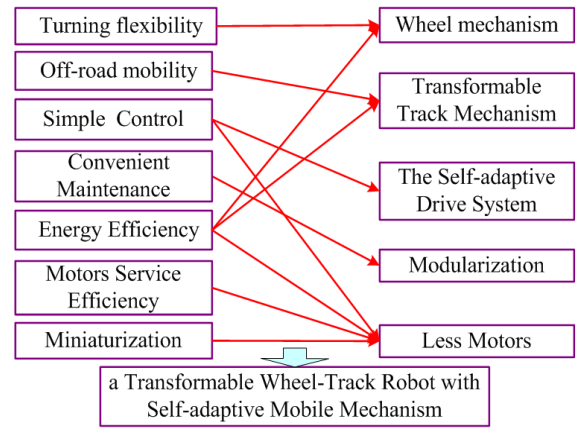 Turning flexibility
Off-road mobility
Simple Control
Convenient
Maintenance
Energy Efficiency
Motors Service
Efficiency
Miniaturization
Wheel mechanism
Transformable
Track Mechanism
The Self-adaptive
Drive System
Modularization
Less Motors
a Transformable Wheel-Track Robot with
Self-adaptive Mobile Mechanism